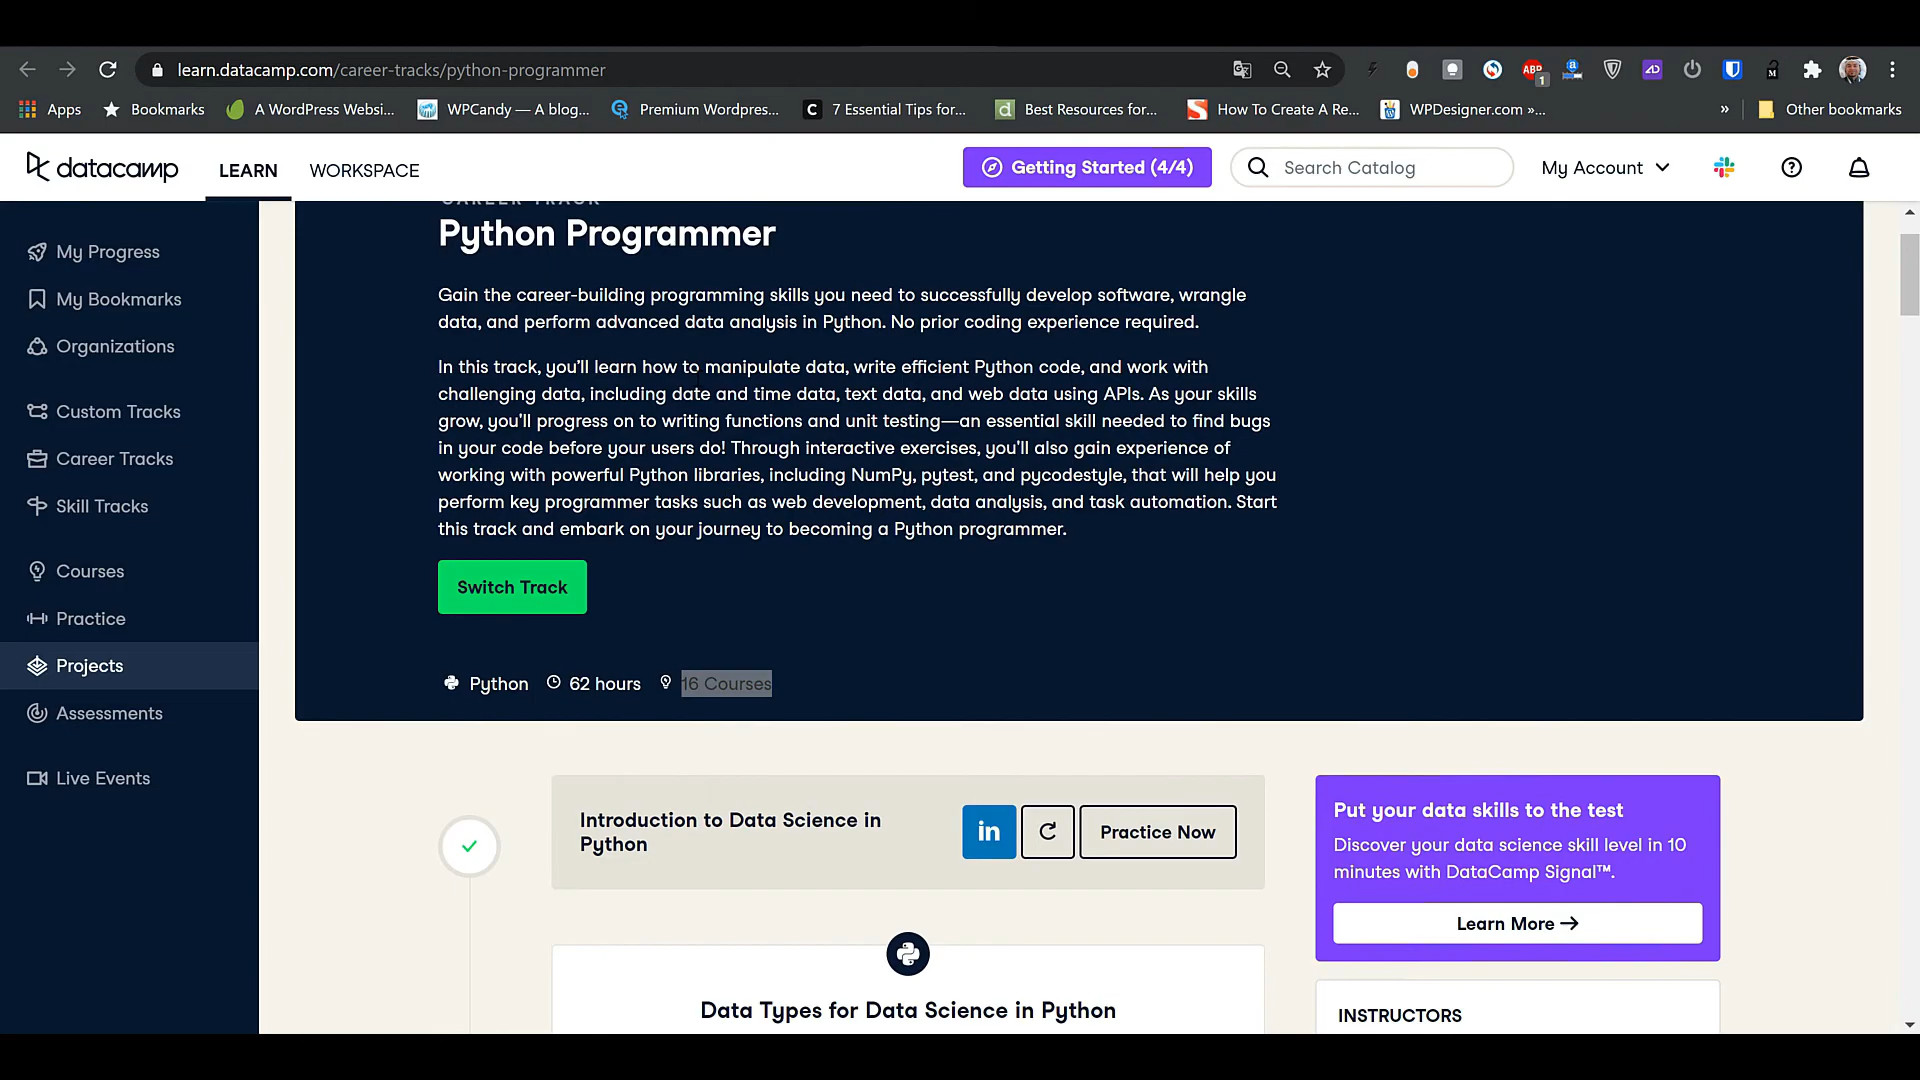 learn.datacamp.com/career-tracks/python-programmer
ABP
1
a
AD
M
Apps
Bookmarks
A WordPress Websi...
WPCandy — A blog...
Premium Wordpres...
C
7 Essential Tips for...
d
Best Resources for...
S
How To Create A Re...
WPDesigner.com »...
»
Other bookmarks
datacamp
LEARN
WORKSPACE
Getting Started (4/4)
Search Catalog
My Account
My Progress
My Bookmarks
Organizations
Custom Tracks
Career Tracks
Skill Tracks
Courses
Practice
Projects
Assessments
Live Events
CAREER TRACK
Python Programmer
Gain the career-building programming skills you need to successfully develop software, wrangle
data, and perform advanced data analysis in Python. No prior coding experience required.
In this track, you’ll learn how to manipulate data, write efficient Python code, and work with
challenging data, including date and time data, text data, and web data using APIs. As your skills
grow, you'll progress on to writing functions and unit testing—an essential skill needed to find bugs
in your code before your users do! Through interactive exercises, you'll also gain experience of
working with powerful Python libraries, including NumPy, pytest, and pycodestyle, that will help you
perform key programmer tasks such as web development, data analysis, and task automation. Start
this track and embark on your journey to becoming a Python programmer.
Switch Track
Python
62 hours
16 Courses
Introduction to Data Science in
Python
in
Practice Now
Data Types for Data Science in Python
Put your data skills to the test
Discover your data science skill level in 10
minutes with DataCamp Signal™.
Learn More →
INSTRUCTORS